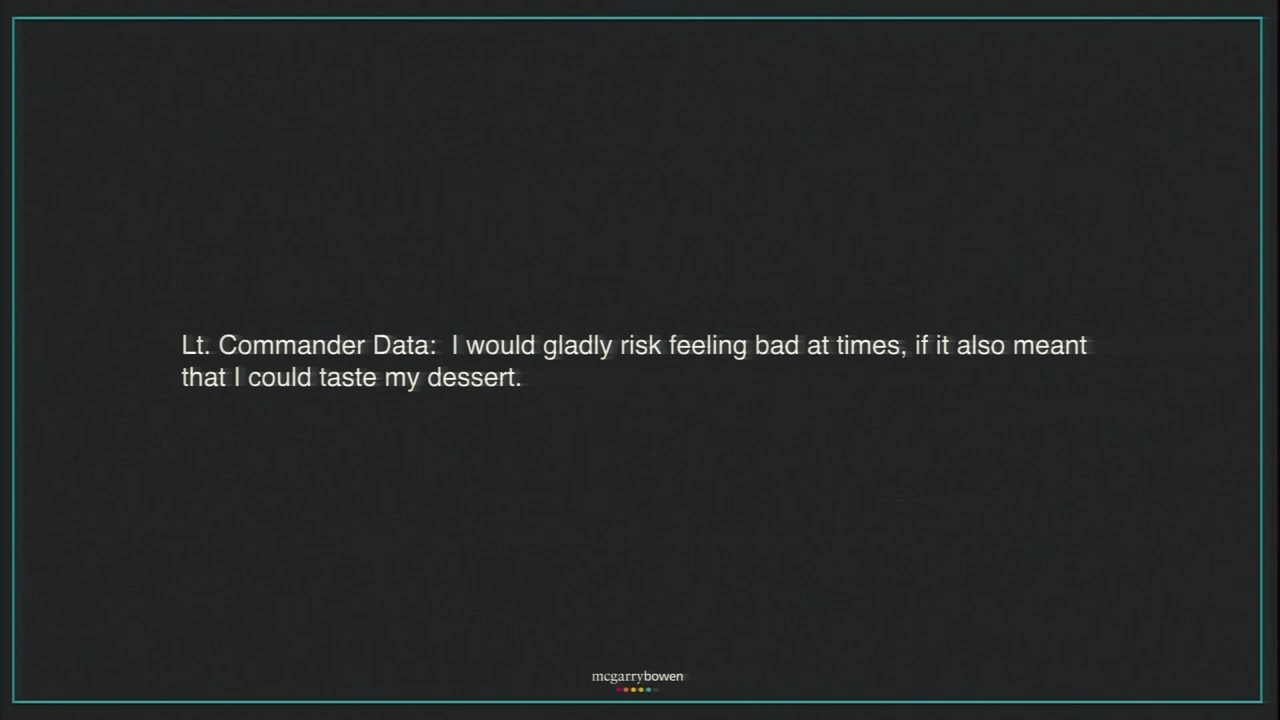 Lt. Commander Data:  I would gladly risk feeling bad at times, if it also meant
that I could taste my dessert.
mcgarrybowen